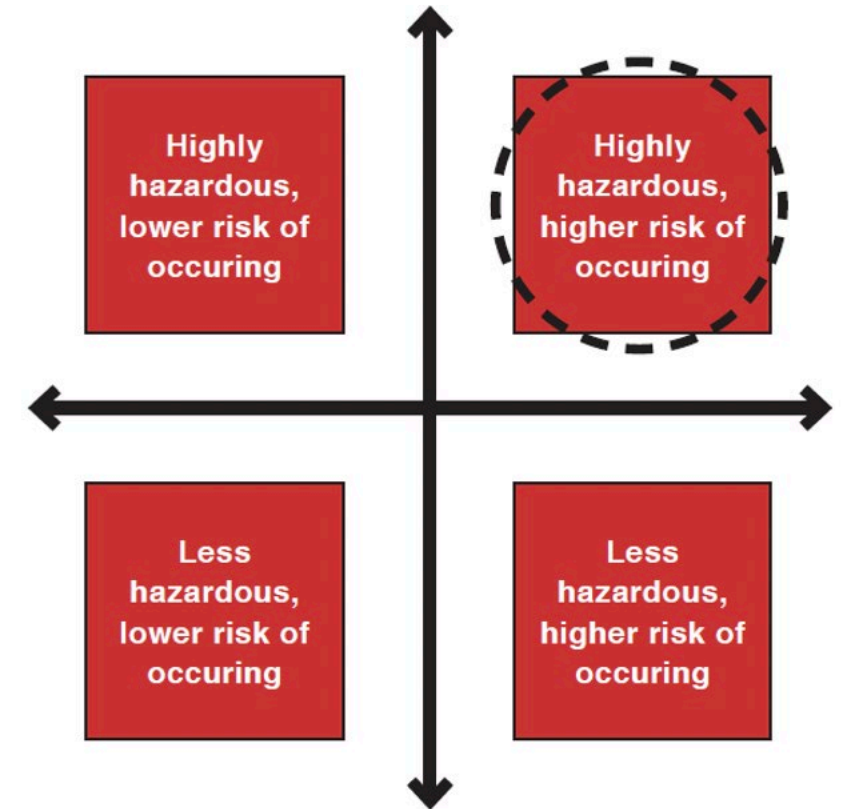 Highly
hazardous,
lower risk of
occuring
Highly
hazardous,
higher risk of
occuring
Less
hazardous,
lower risk of
occuring
Less
hazardous,
higher risk of
occuring